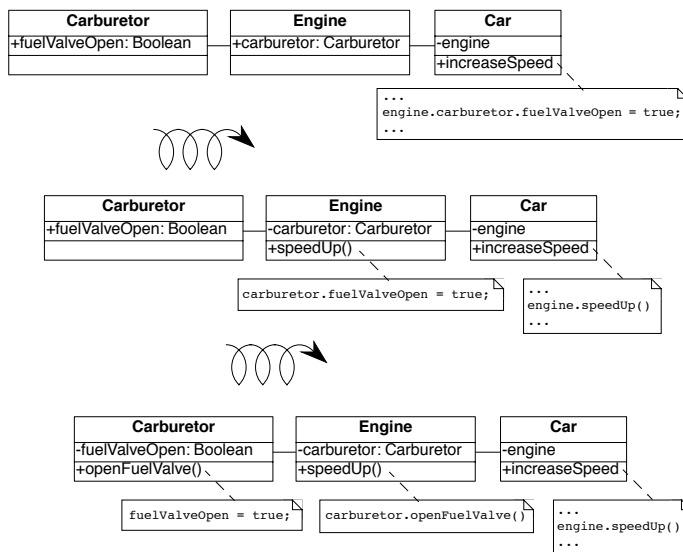 Carburetor
+fuelValveOpen: Boolean
Engine
+carburetor: Carburetor
Car
-engine
+increaseSpeed
...
engine.carburetor.fuelValveOpen = true;
...
Carburetor
+fuelValveOpen: Boolean
Engine
-carburetor: Carburetor
+speedUp()
Car
-engine
+increaseSpeed
carburetor.fuelValveOpen = true;
...
engine.speedUp()
...
Carburetor
-fuelValveOpen: Boolean
+openFuelValve()
Engine
-carburetor: Carburetor
+speedUp()
Car
-engine
+increaseSpeed
fuelValveOpen = true;
carburetor.openFuelValve()
...
engine.speedUp()
...